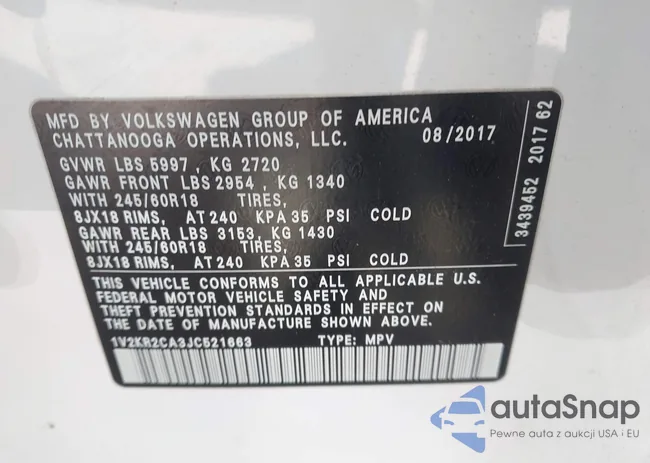 MFD BY VOLKSWAGEN GROUP OF AMERICA
CHATTANOOGA OPERATIONS, LLC. 08/2017
GVWR LBS 5997 , KG 2720
GAWR FRONT LBS 2954 , KG 1340
WITH 245/60R18 TIRES,
8JX18 RIMS, AT 240 KPA 35 PSI COLD
GAWR REAR LBS 3153, KG 1430
WITH 245/60R18 TIRES,
8JX18 RIMS, AT 240 KPA 35 PSI COLD
THIS VEHICLE CONFORMS TO ALL APPLICABLE U.S.
FEDERAL MOTOR VEHICLE SAFETY AND
THEFT PREVENTION STANDARDS IN EFFECT ON
THE DATE OF MANUFACTURE SHOWN ABOVE.
1V2KR2CA3JC521663 TYPE: MPV
3439452 2017 62
autaSnap
Pewne auta z aukcji USA i EU